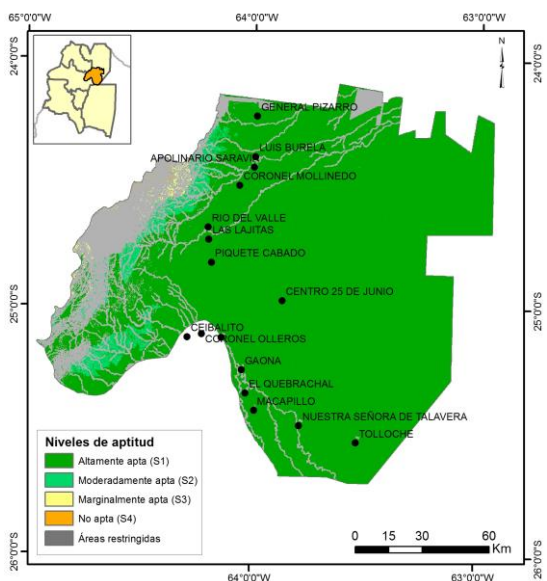 65°0'0"W
64°0'0"W
63°0'0"W
24°0'0"S
24°0'0"S
N
GENERAL PIZARRO
LUIS BURELA
APOLINARIO SARAVIA
CORONEL MOLLINEDO
RIO DEL VALLE
LAS LAJITAS
PIQUETE CABADO
CENTRO 25 DE JUNIO
25°0'0"S
25°0'0"S
CEIBALITO
CORONEL OLLEROS
GAONA
EL QUEBRACHAL
MACAPILLO
NUESTRA SEÑORA DE TALAVERA
TOLLOCHE
Niveles de aptitud
Altamente apta (S1)
Moderadamente apta (S2)
Marginalmente apta (S3)
No apta (S4)
Áreas restringidas
0 15 30 60
Km
26°0'0"S
26°0'0"S
64°0'0"W
63°0'0"W